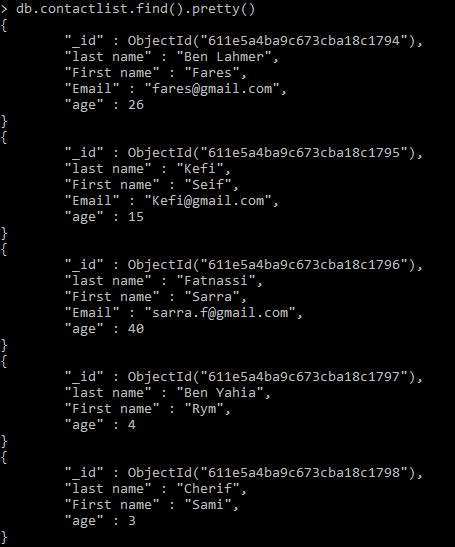 > db.contactlist.find().pretty()
{
        "_id" : ObjectId("611e5a4ba9c673cba18c1794"),
        "last name" : "Ben Lahmer",
        "First name" : "Fares",
        "Email" : "fares@gmail.com",
        "age" : 26
}
{
        "_id" : ObjectId("611e5a4ba9c673cba18c1795"),
        "last name" : "Kefi",
        "First name" : "Seif",
        "Email" : "Kefi@gmail.com",
        "age" : 15
}
{
        "_id" : ObjectId("611e5a4ba9c673cba18c1796"),
        "last name" : "Fatnassi",
        "First name" : "Sarra",
        "Email" : "sarra.f@gmail.com",
        "age" : 40
}
{
        "_id" : ObjectId("611e5a4ba9c673cba18c1797"),
        "last name" : "Ben Yahia",
        "First name" : "Rym",
        "age" : 4
}
{
        "_id" : ObjectId("611e5a4ba9c673cba18c1798"),
        "last name" : "Cherif",
        "First name" : "Sami",
        "age" : 3
}